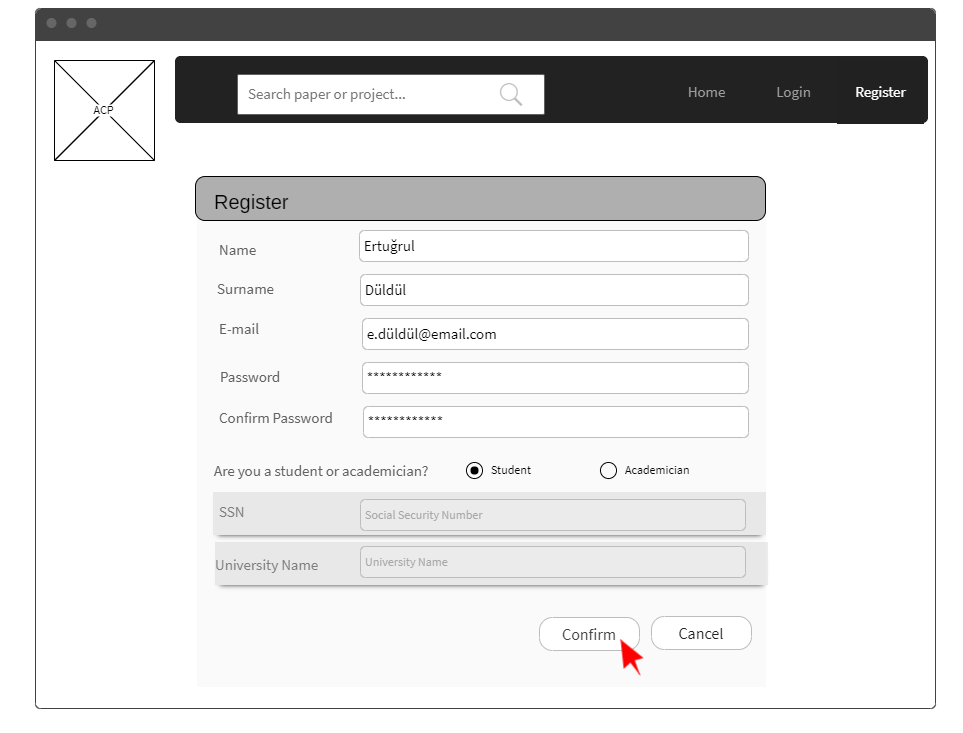 ACP
Search paper or project...
Home
Login
Register
Register
Name
Ertuğrul
Surname
Düldül
E-mail
e.düldül@email.com
Password
************
Confirm Password
************
Are you a student or academician?
Student
Academician
SSN
Social Security Number
University Name
University Name
Confirm
Cancel